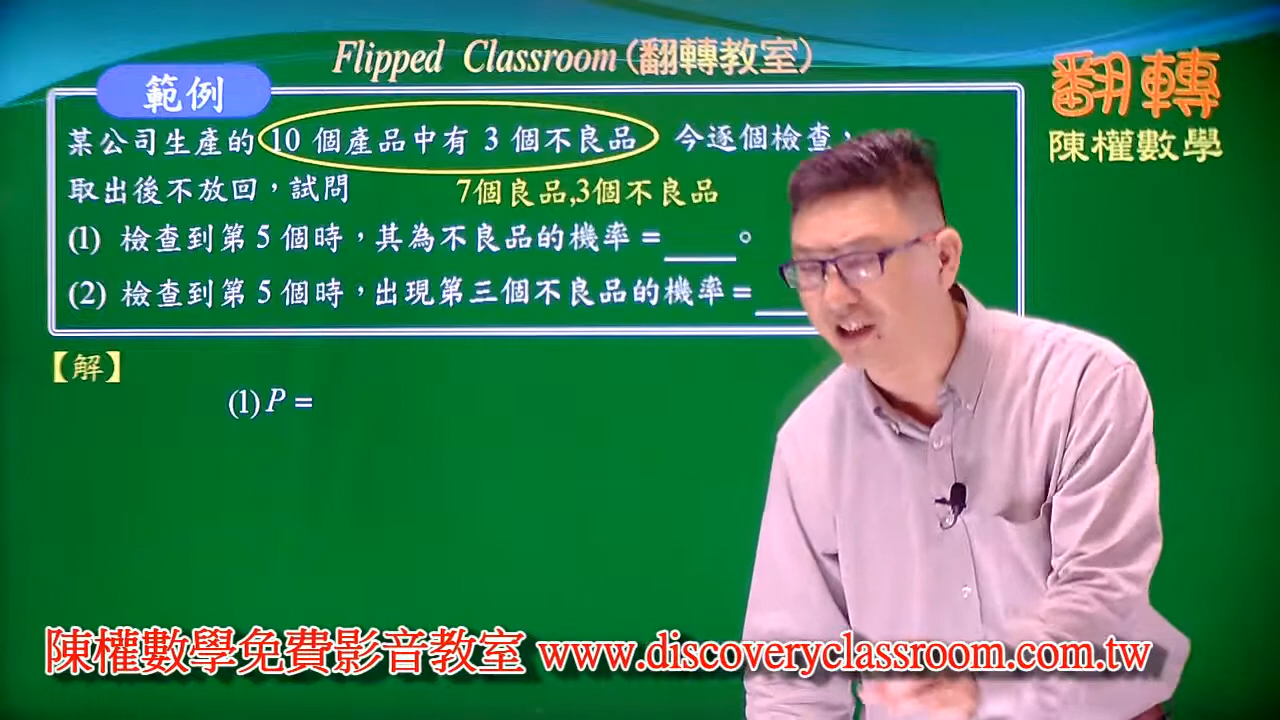 Flipped Classroom(翻轉教室)
翻轉
陳權數學
範例
某公司生產的 10 個產品中有 3 個不良品 今逐個檢查，
取出後不放回，試問 7個良品,3個不良品
(1) 檢查到第 5 個時，其為不良品的機率 =____。
(2) 檢查到第 5 個時，出現第三個不良品的機率 =
【解】
(1) P =
陳權數學免費影音教室 www.discoveryclassroom.com.tw